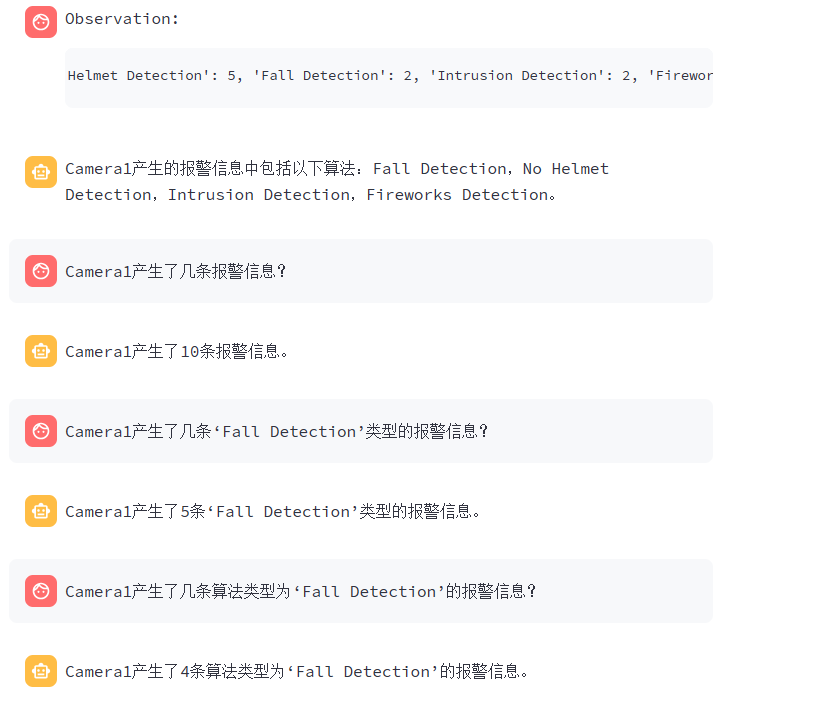 Observation:
Helmet Detection': 5, 'Fall Detection': 2, 'Intrusion Detection': 2, 'Firewor
Camera1产生的报警信息中包括以下算法：Fall Detection，No Helmet
Detection，Intrusion Detection，Fireworks Detection。
Camera1产生了几条报警信息？
Camera1产生了10条报警信息。
Camera1产生了几条‘Fall Detection’类型的报警信息？
Camera1产生了5条‘Fall Detection’类型的报警信息。
Camera1产生了几条算法类型为‘Fall Detection’的报警信息？
Camera1产生了4条算法类型为‘Fall Detection’的报警信息。